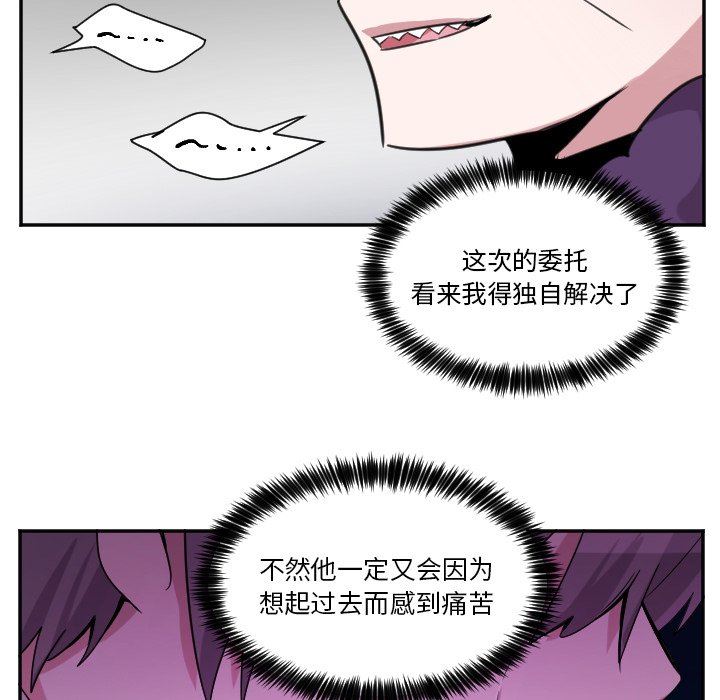 ~....
~....
这次的委托
看来我得独自解决了
不然他一定又会因为
想起过去而感到痛苦